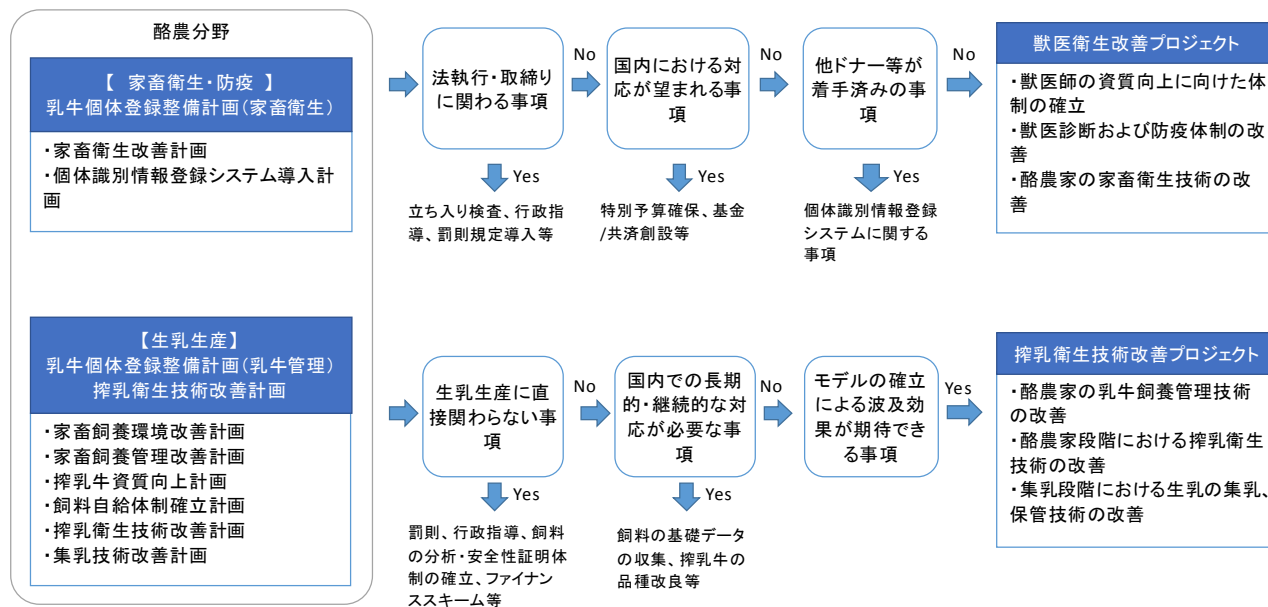 酪農分野
【 家畜衛生・防疫 】
乳牛個体登録整備計画(家畜衛生)
・家畜衛生改善計画
・個体識別情報登録システム導入計
画
法執行・取締り
に関わる事項
No
Yes
立ち入り検査、行政指
導、罰則規定導入等
国内における対
応が望まれる事
項
No
Yes
特別予算確保、基金
/共済創設等
他ドナー等が
着手済みの事
項
No
Yes
個体識別情報登録
システムに関する
事項
獣医衛生改善プロジェクト
・獣医師の資質向上に向けた体
制の確立
・獣医診断および防疫体制の改
善
・酪農家の家畜衛生技術の改
善
【生乳生産】
乳牛個体登録整備計画(乳牛管理)
搾乳衛生技術改善計画
・家畜飼養環境改善計画
・家畜飼養管理改善計画
・搾乳牛資質向上計画
・飼料自給体制確立計画
・搾乳衛生技術改善計画
・集乳技術改善計画
生乳生産に直
接関わらない事
項
No
Yes
罰則、行政指導、飼料
の分析・安全性証明体
制の確立、ファイナン
ススキーム等
国内での長期
的・継続的な対
応が必要な事
項
No
Yes
飼料の基礎データ
の収集、搾乳牛の
品種改良等
モデルの確立
による波及効
果が期待でき
る事項
Yes
搾乳衛生技術改善プロジェクト
・酪農家の乳牛飼養管理技術
の改善
・酪農家段階における搾乳衛生
技術の改善
・集乳段階における生乳の集乳、
保管技術の改善